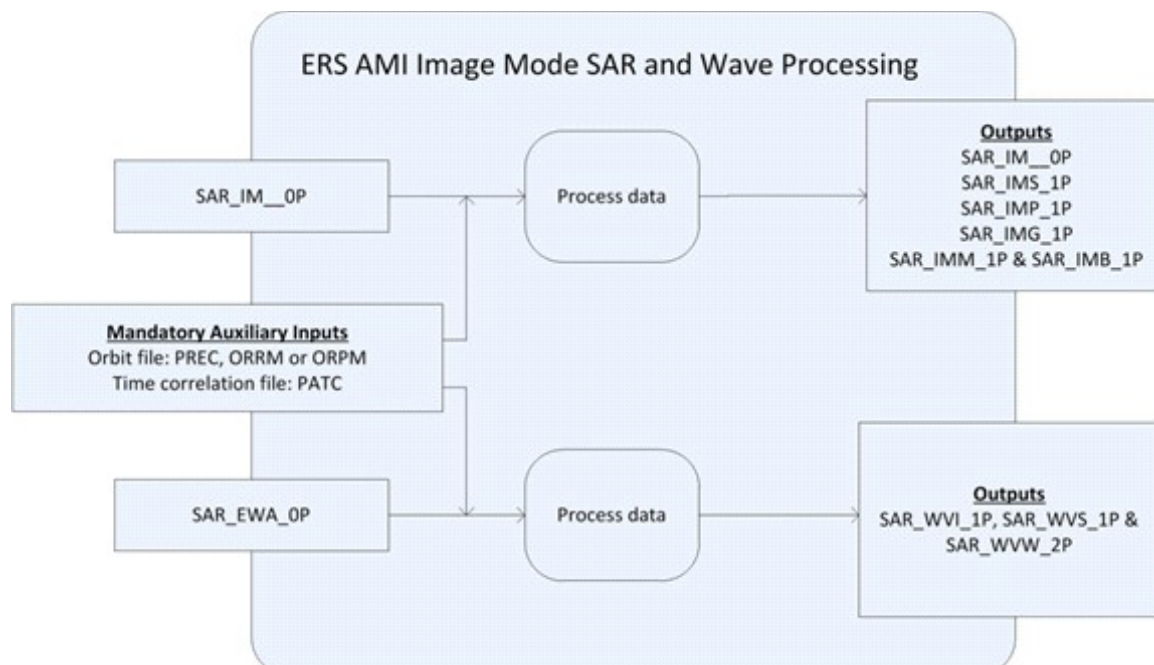 ERS AMI Image Mode SAR and Wave Processing
SAR_IM__0P
Process data
Outputs
SAR_IM__0P
SAR_IMS_1P
SAR_IMP_1P
SAR_IMG_1P
SAR_IMM_1P & SAR_IMB_1P
Mandatory Auxiliary Inputs
Orbit file: PREC, ORRM or ORPM
Time correlation file: PATC
SAR_EWA_0P
Process data
Outputs
SAR_WVI_1P, SAR_WVS_1P &
SAR_WVW_2P